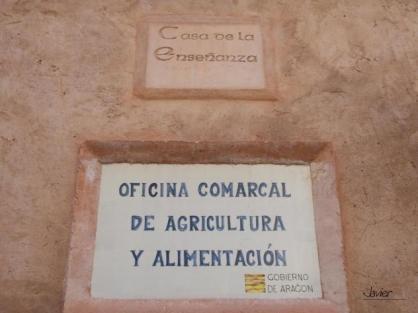 Casa de la
Enseñanza
OFICINA COMARCAL
DE AGRICULTURA
Y ALIMENTACIÓN
GOBIERNO
DE ARAGON
Javier